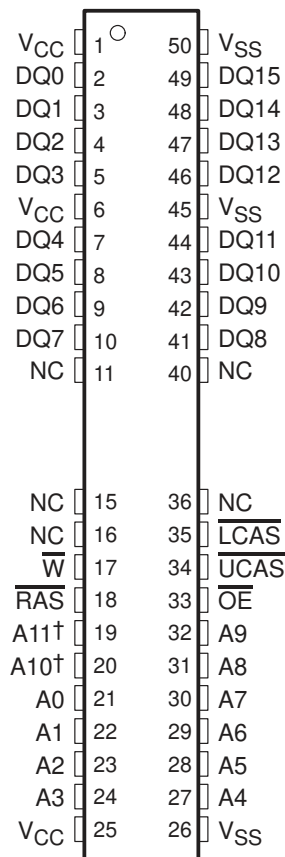 VCC 1 50 VSS
DQ0 2 49 DQ15
DQ1 3 48 DQ14
DQ2 4 47 DQ13
DQ3 5 46 DQ12
VCC 6 45 VSS
DQ4 7 44 DQ11
DQ5 8 43 DQ10
DQ6 9 42 DQ9
DQ7 10 41 DQ8
NC 11 40 NC
NC 15 36 NC
NC 16 35 L̅C̅A̅S̅
W̅ 17 34 U̅C̅A̅S̅
R̅A̅S̅ 18 33 O̅E̅
A11† 19 32 A9
A10† 20 31 A8
A0 21 30 A7
A1 22 29 A6
A2 23 28 A5
A3 24 27 A4
VCC 25 26 VSS